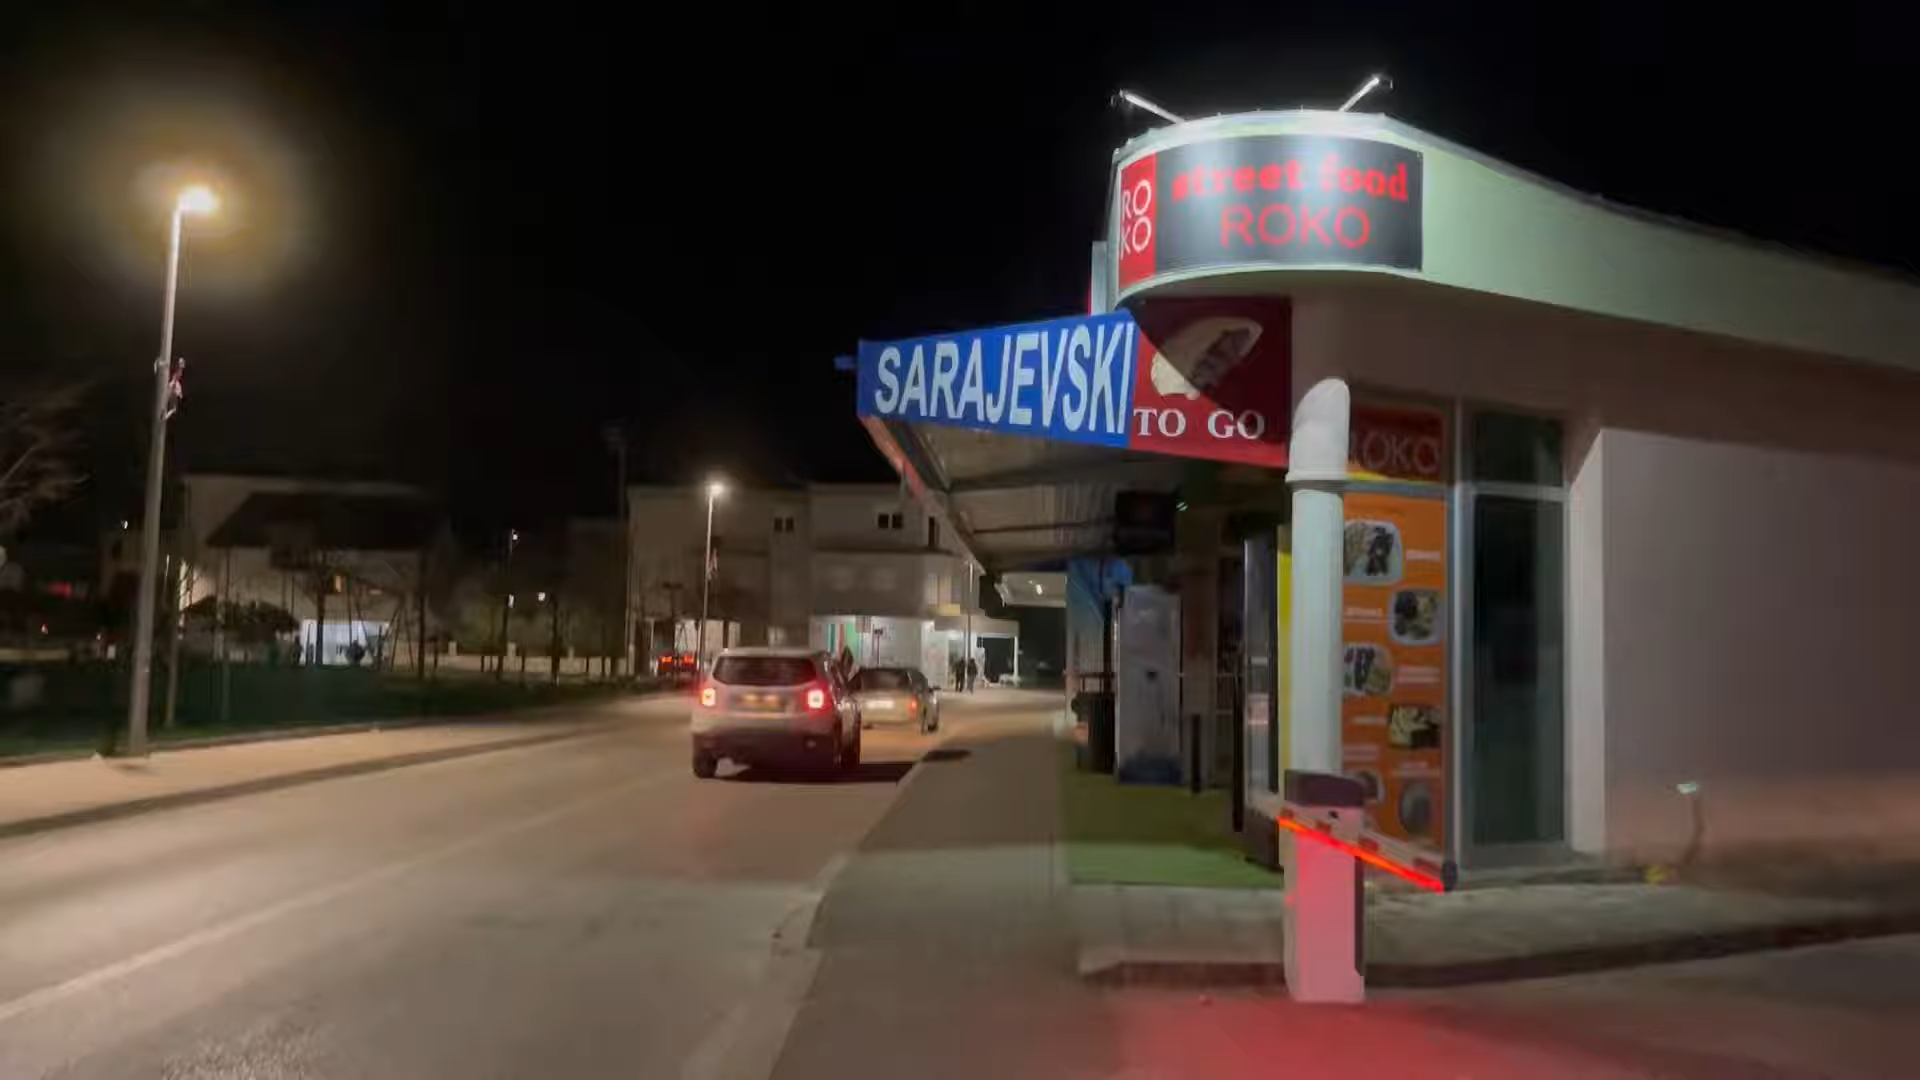 RO
KO
street food
ROKO
SARAJEVSKI
TO GO
ROKO